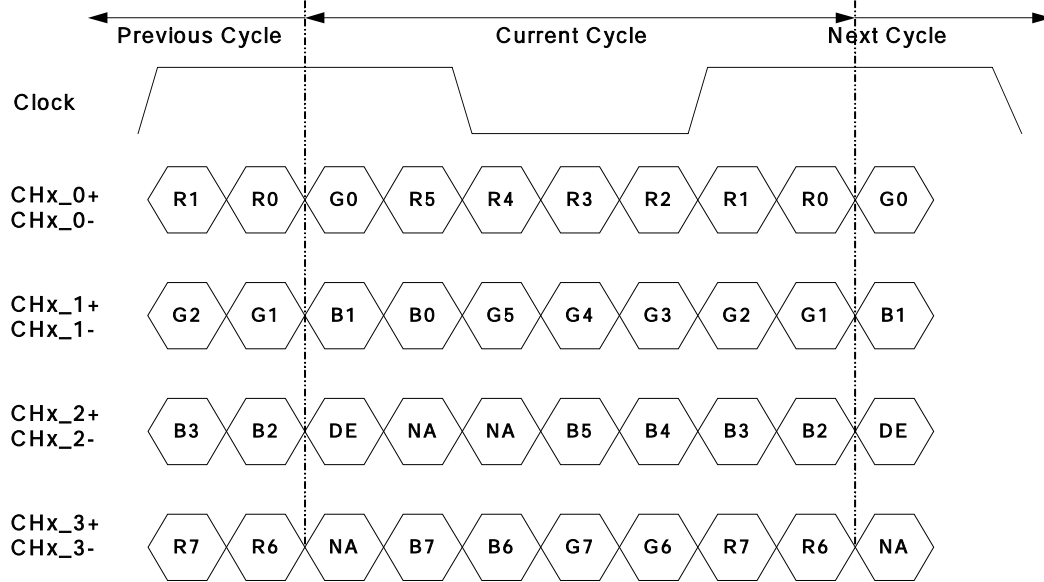 Previous Cycle Current Cycle Next Cycle
Clock
CHx_0+
CHx_0-
R1 R0 G0 R5 R4 R3 R2 R1 R0 G0
CHx_1+
CHx_1-
G2 G1 B1 B0 G5 G4 G3 G2 G1 B1
CHx_2+
CHx_2-
B3 B2 DE NA NA B5 B4 B3 B2 DE
CHx_3+
CHx_3-
R7 R6 NA B7 B6 G7 G6 R7 R6 NA